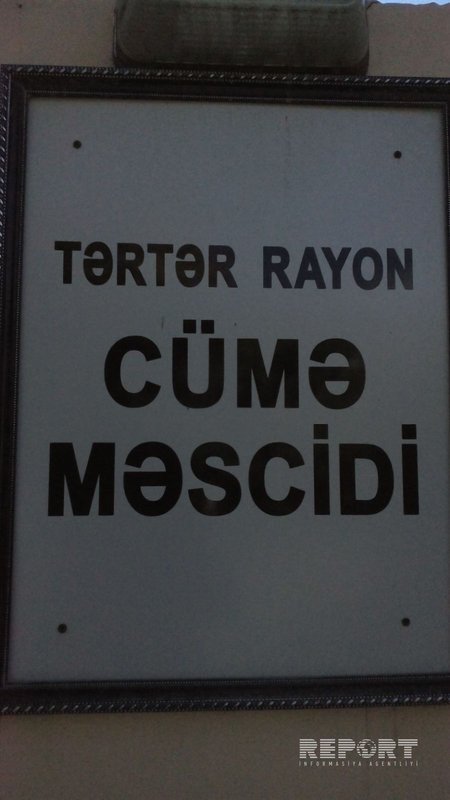 TƏRTƏR RAYON
CÜMƏ
MƏSCİDİ
REPORT
İNFORMASİYA AGENTLİYİ